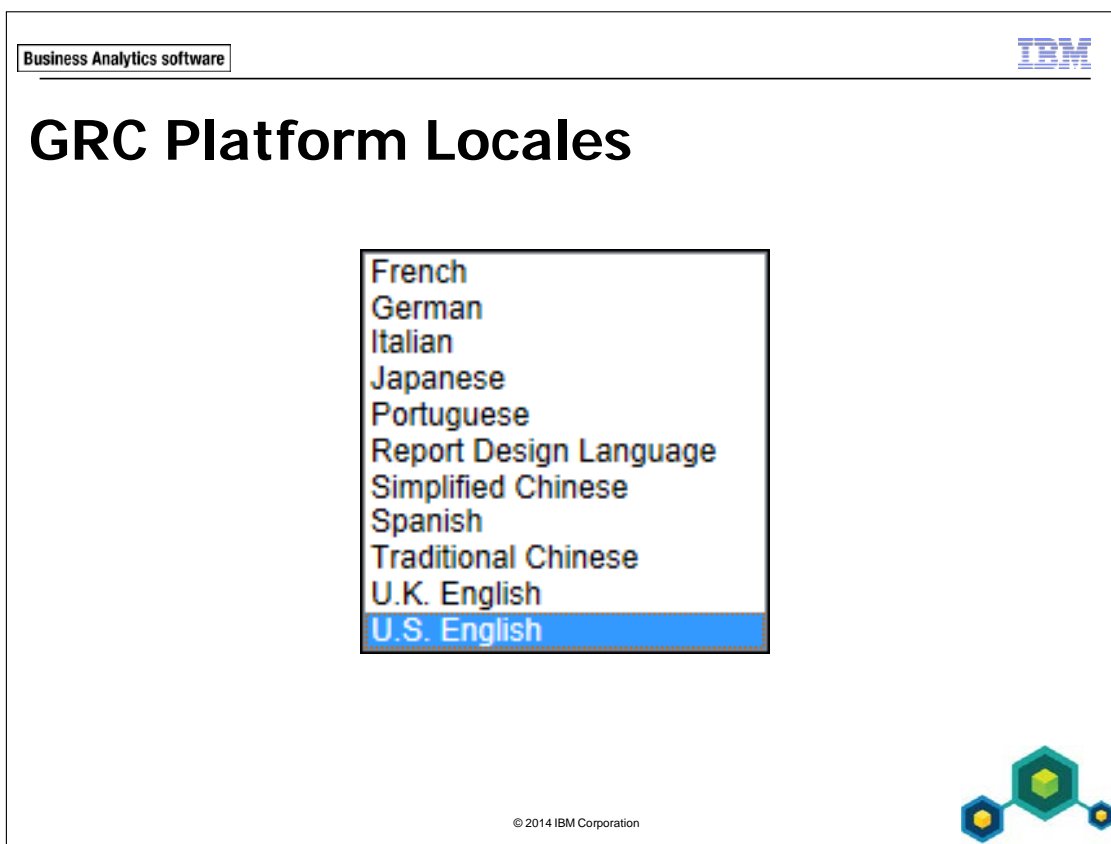 Business Analytics software
IBM
GRC Platform Locales
French
German
Italian
Japanese
Portuguese
Report Design Language
Simplified Chinese
Spanish
Traditional Chinese
U.K. English
U.S. English
© 2014 IBM Corporation